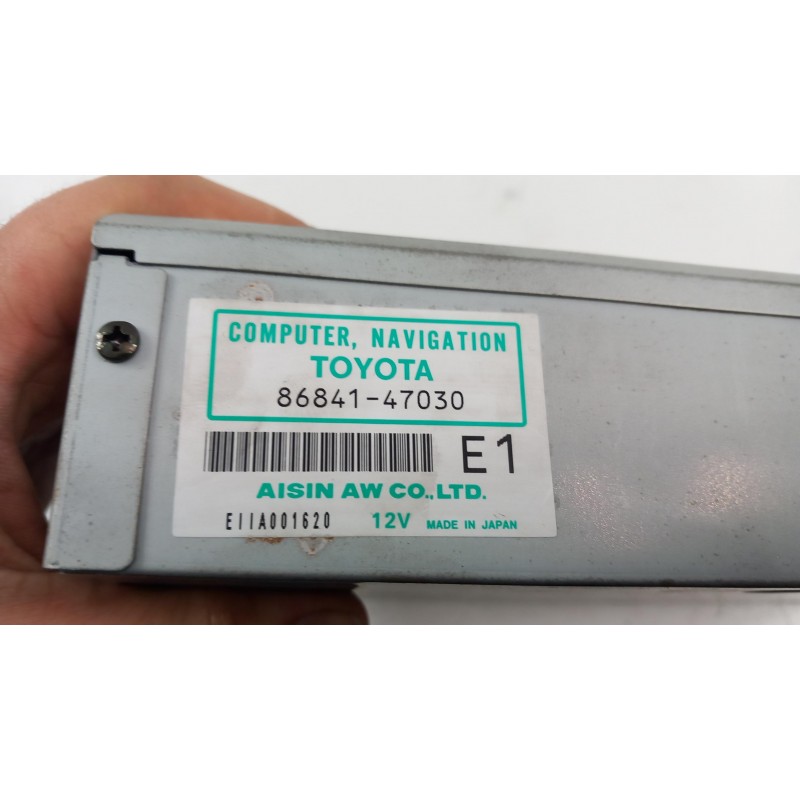 COMPUTER, NAVIGATION
TOYOTA
86841-47030
E1
AISIN AW CO.,LTD.
E11A001620 12V MADE IN JAPAN